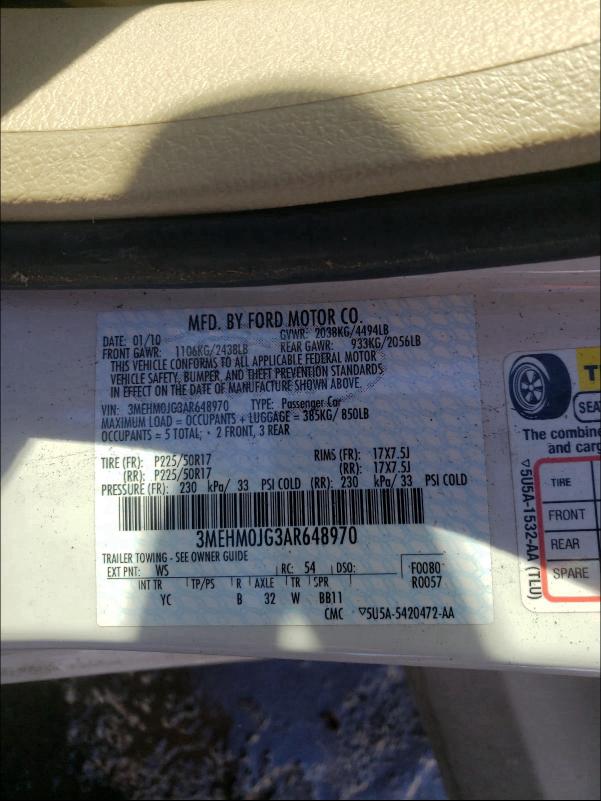 MFD. BY FORD MOTOR CO.
DATE: 01/10 GVWR: 2038KG/4494LB
FRONT GAWR: 1106KG/2438LB REAR GAWR: 933KG/2056LB
THIS VEHICLE CONFORMS TO ALL APPLICABLE FEDERAL MOTOR
VEHICLE SAFETY, BUMPER, AND THEFT PREVENTION STANDARDS
IN EFFECT ON THE DATE OF MANUFACTURE SHOWN ABOVE.
VIN: 3MEHM0JG3AR648970 TYPE: Passenger Car
MAXIMUM LOAD = OCCUPANTS + LUGGAGE = 385KG/ 850LB
OCCUPANTS = 5 TOTAL; • 2 FRONT, 3 REAR
TIRE (FR): P225/50R17 RIMS (FR): 17X7.5J
(RR): P225/50R17 (RR): 17X7.5J
PRESSURE (FR): 230 kPa/ 33 PSI COLD (RR): 230 kPa/ 33 PSI COLD
3MEHM0JG3AR648970
TRAILER TOWING - SEE OWNER GUIDE
EXT PNT: WS RC: 54 DSO: F0080
R0057
INT TR TP/PS R AXLE TR SPR
YC B 32 W BB11
CMC ▽5U5A-5420472-AA
T
SEA
The combine
and carg
TIRE
FRONT
REAR
SPARE
▽5U5A-1532-AA (TLU)